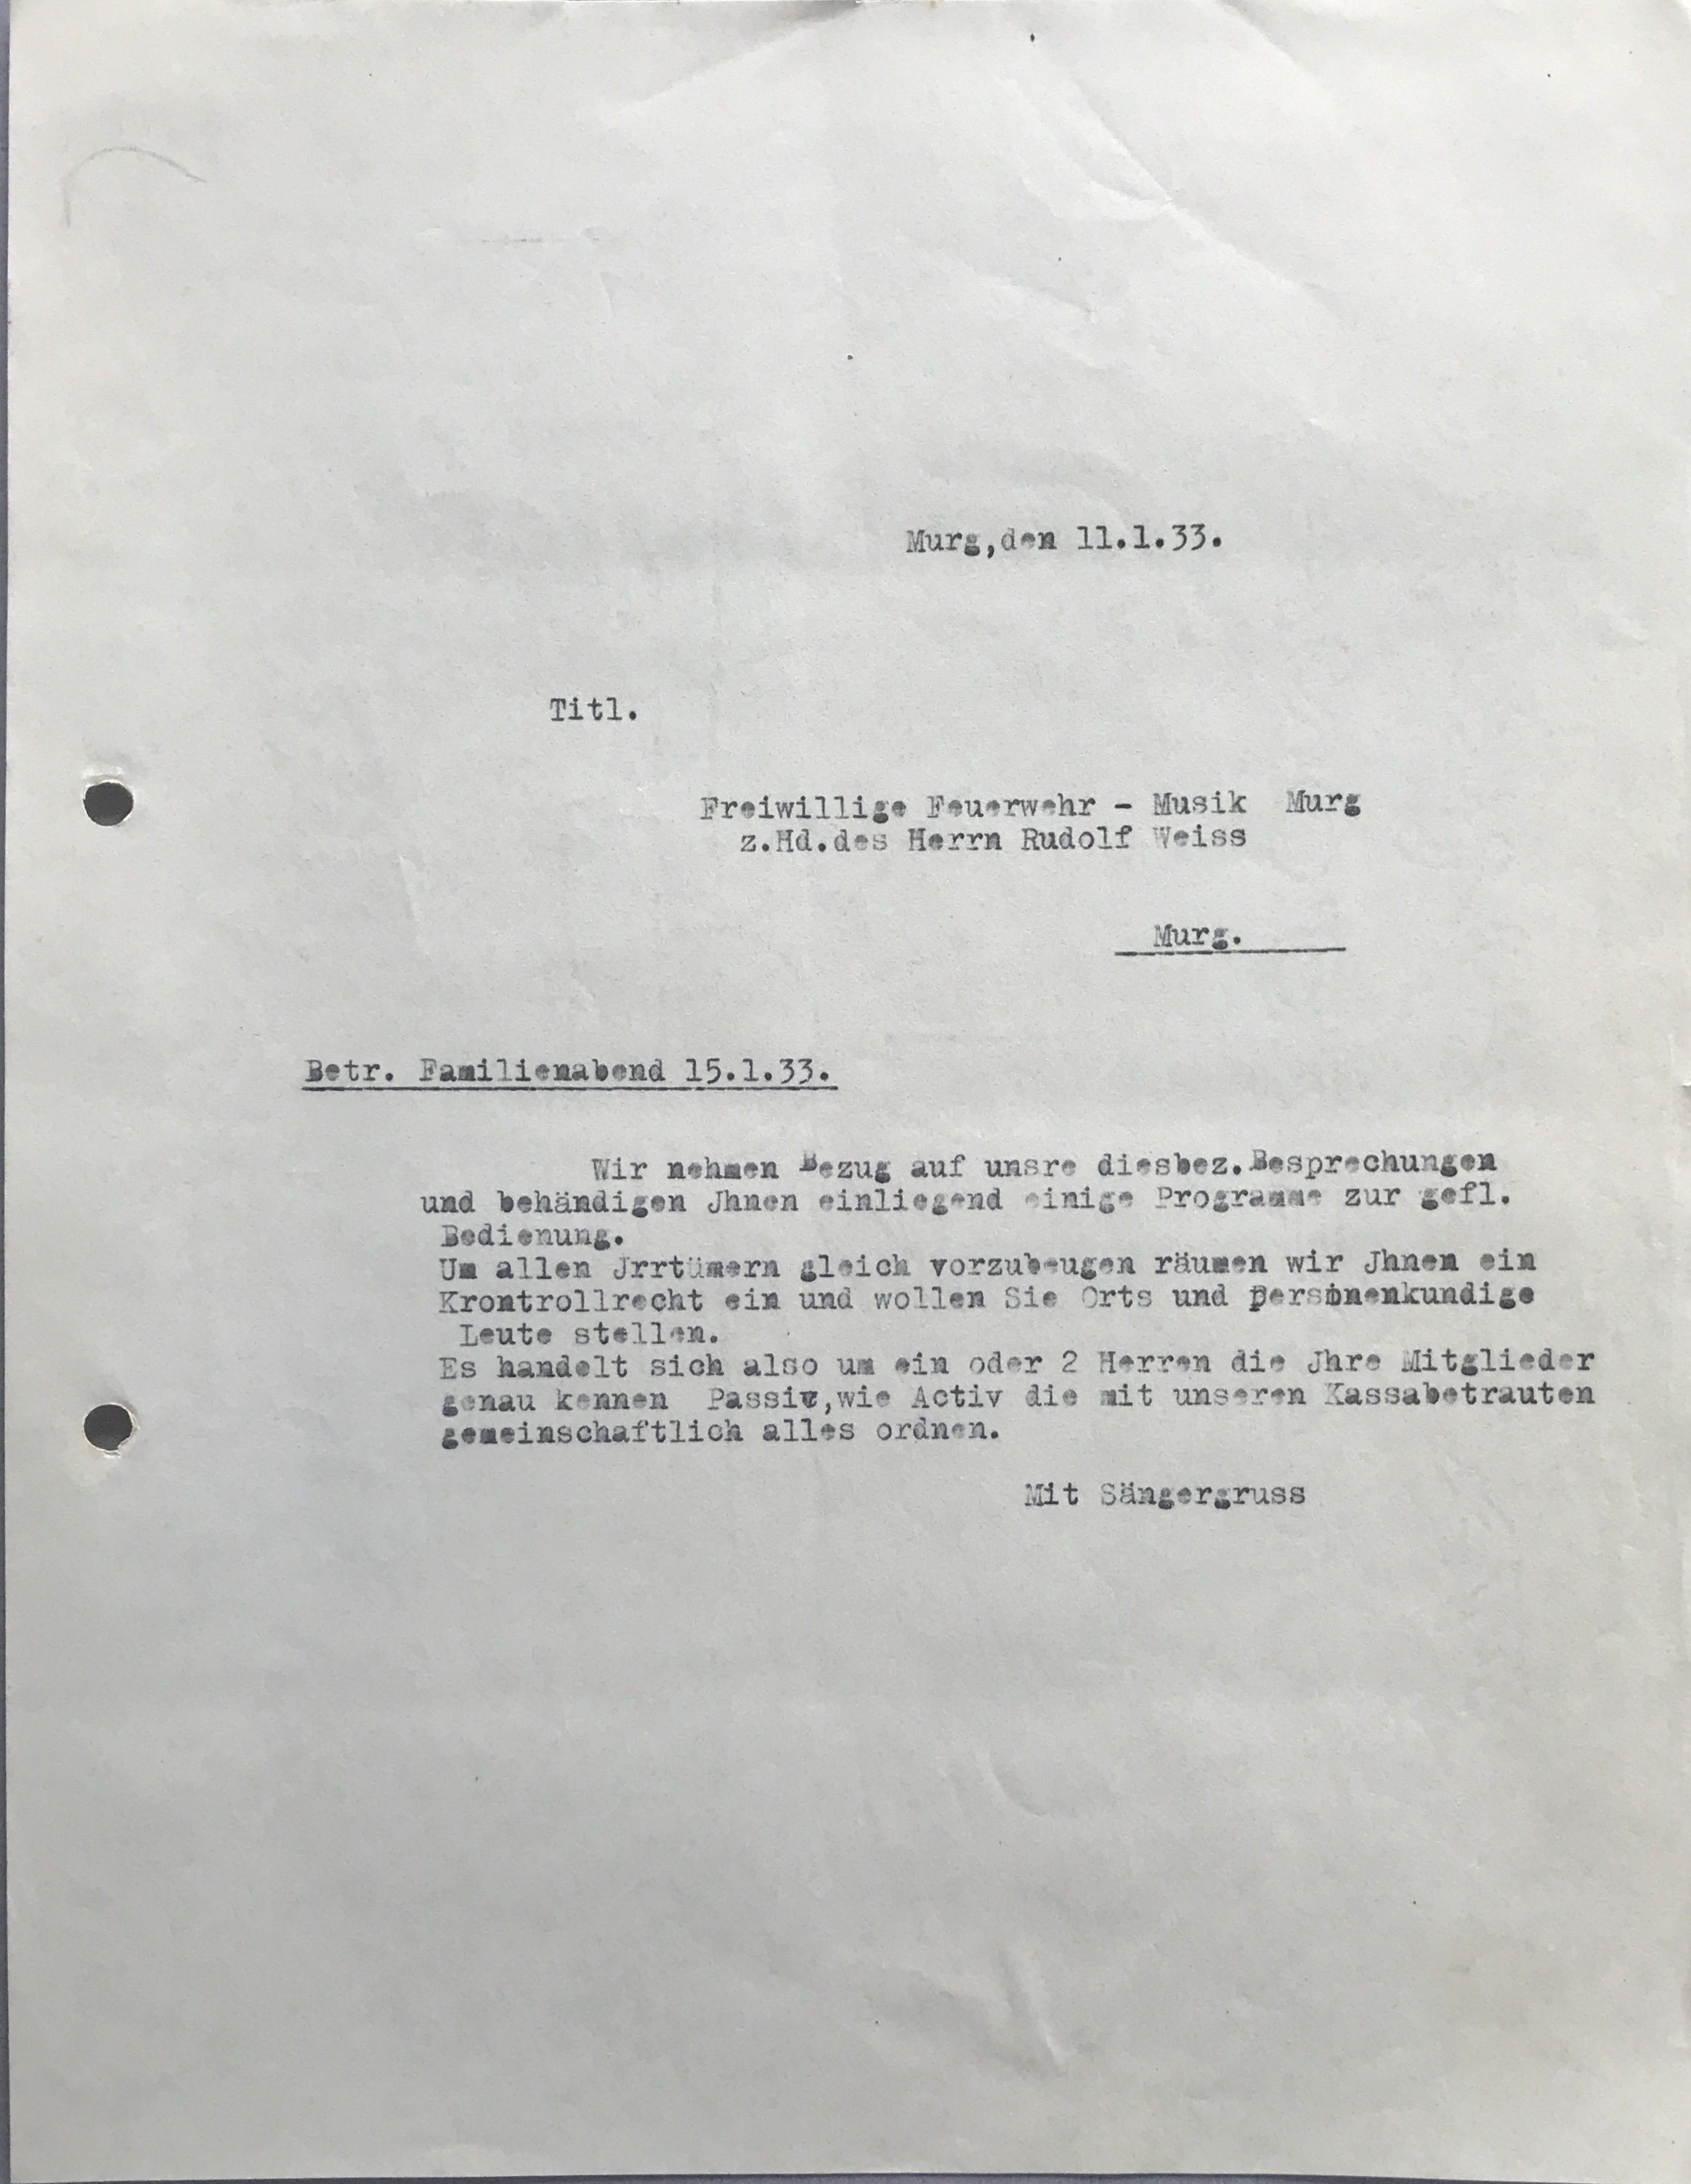 Murg,den 11.1.33.
Titl.
Freiwillige Feuerwehr - Musik Murg
z.Hd.des Herrn Rudolf Weiss
Murg.
Betr. Familienabend 15.1.33.
Wir nehmen Bezug auf unsre diesbez.Besprechungen
und behändigen Jhnen einliegend einige Programme zur gefl.
Bedienung.
Um allen Jrrtümern gleich vorzubeugen räumen wir Jhnen ein
Krontrollrecht ein und wollen Sie Orts und personenkundige
Leute stellen.
Es handelt sich also um ein oder 2 Herren die Jhre Mitglieder
genau kennen Passiv,wie Activ die mit unseren Kassabetrauten
gemeinschaftlich alles ordnen.
Mit Sängergruss